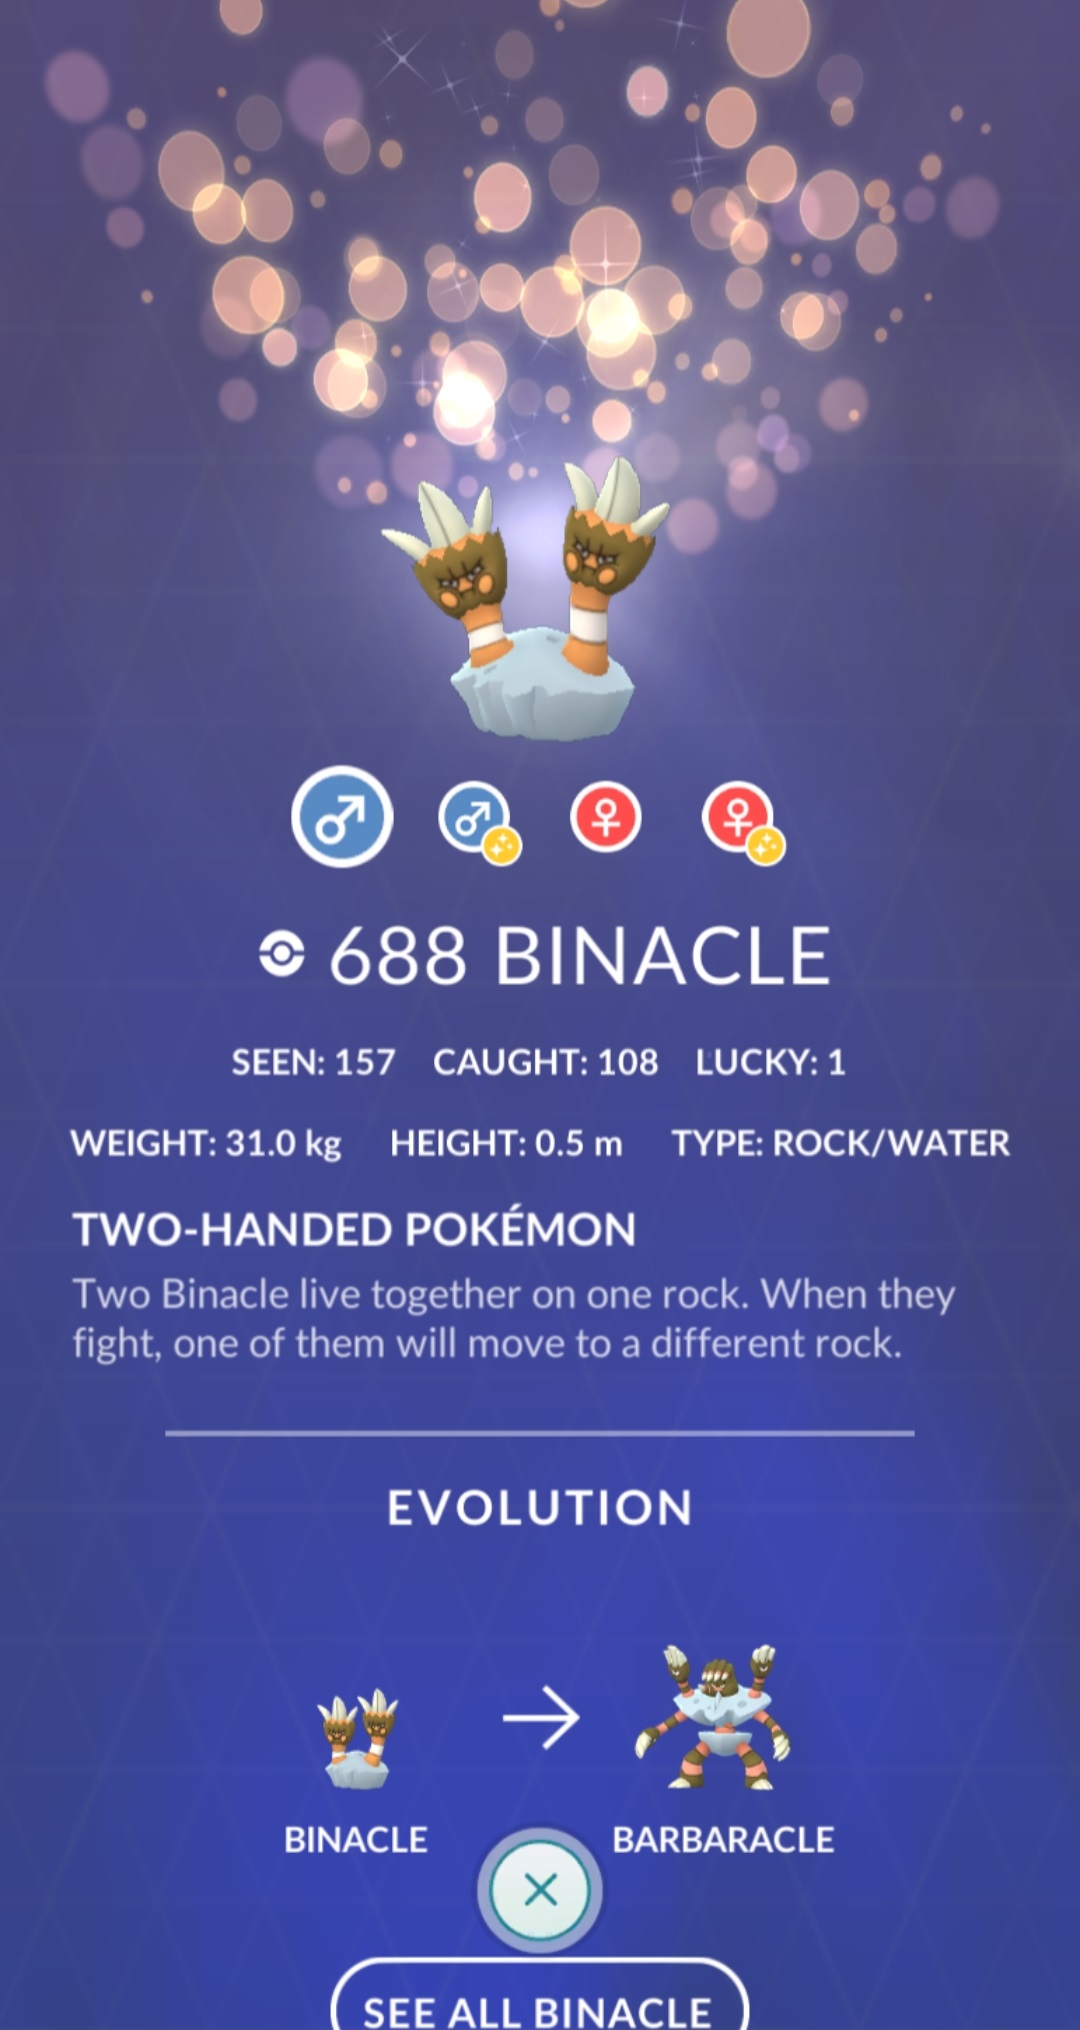 688 BINACLE
SEEN: 157 CAUGHT: 108 LUCKY: 1
WEIGHT: 31.0 kg HEIGHT: 0.5 m TYPE: ROCK/WATER
TWO-HANDED POKÉMON
Two Binacle live together on one rock. When they
fight, one of them will move to a different rock.
EVOLUTION
BINACLE BARBARACLE
SEE ALL BINACLE